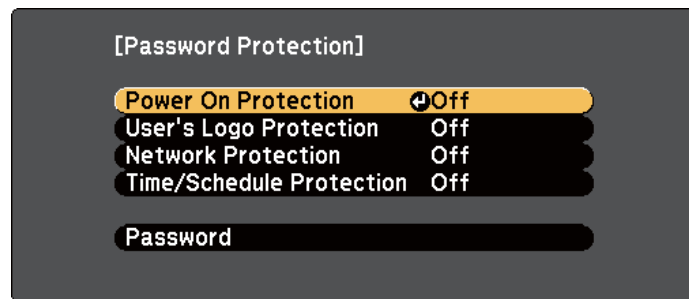 [Password Protection]
Power On Protection Off
User's Logo Protection Off
Network Protection Off
Time/Schedule Protection Off
Password